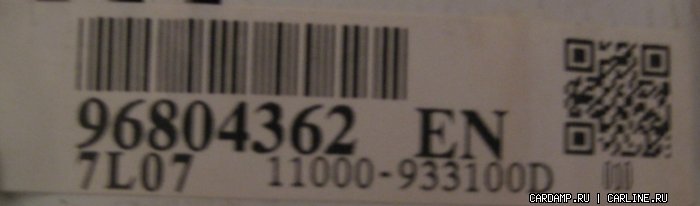 96804362 EN
7L07 11000-933100D
CARDAMP.RU | CARLINE.RU